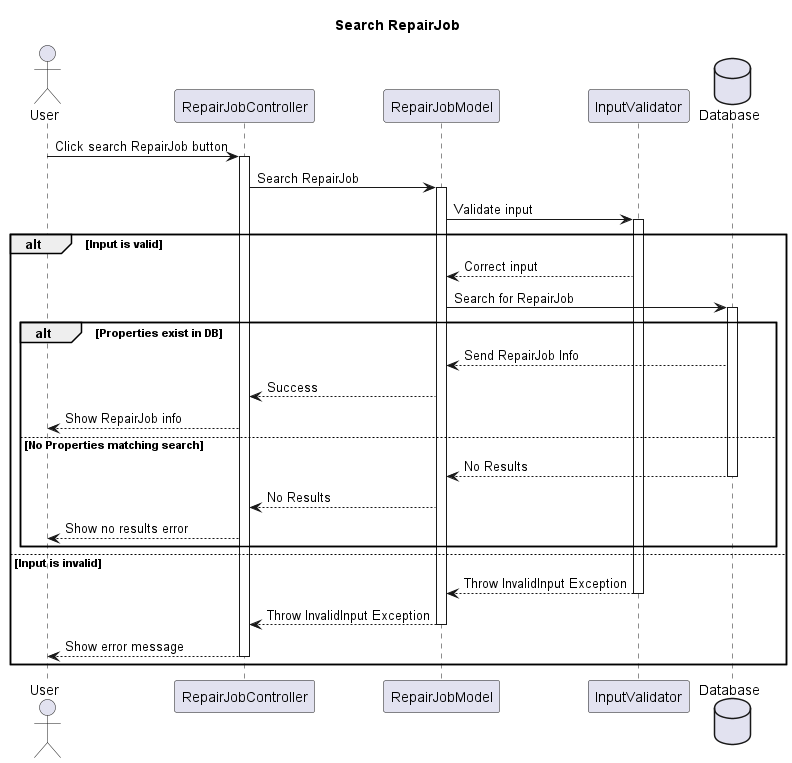 Search RepairJob
User
RepairJobController
RepairJobModel
InputValidator
Database
Click search RepairJob button
Search RepairJob
Validate input
alt [Input is valid]
Correct input
Search for RepairJob
alt [Properties exist in DB]
Send RepairJob Info
Success
Show RepairJob info
[No Properties matching search]
No Results
No Results
Show no results error
[Input is invalid]
Throw InvalidInput Exception
Throw InvalidInput Exception
Show error message
User
RepairJobController
RepairJobModel
InputValidator
Database